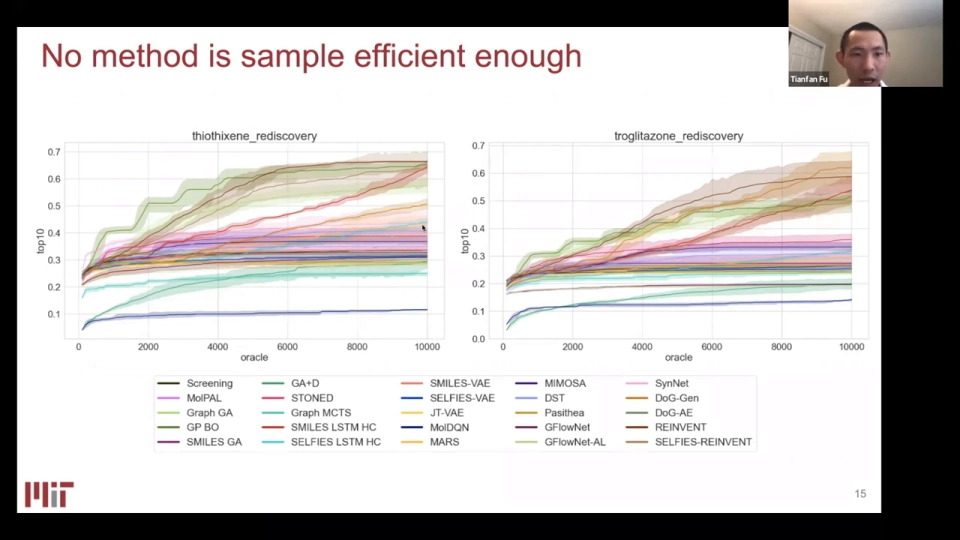 No method is sample efficient enough
Tianfan Fu
thiothixene_rediscovery
0.7
0.6
0.5
0.4
0.3
0.2
0.1
top10
0 2000 4000 6000 8000 10000
oracle
troglitazone_rediscovery
0.7
0.6
0.5
0.4
0.3
0.2
0.1
0.0
top10
0 2000 4000 6000 8000 10000
oracle
Screening GA+D SMILES-VAE MIMOSA SynNet
MolPAL STONED SELFIES-VAE DST DoG-Gen
Graph GA Graph MCTS JT-VAE Pasithea DoG-AE
GP BO SMILES LSTM HC MolDQN GFlowNet REINVENT
SMILES GA SELFIES LSTM HC MARS GFlowNet-AL SELFIES-REINVENT
MIT
15